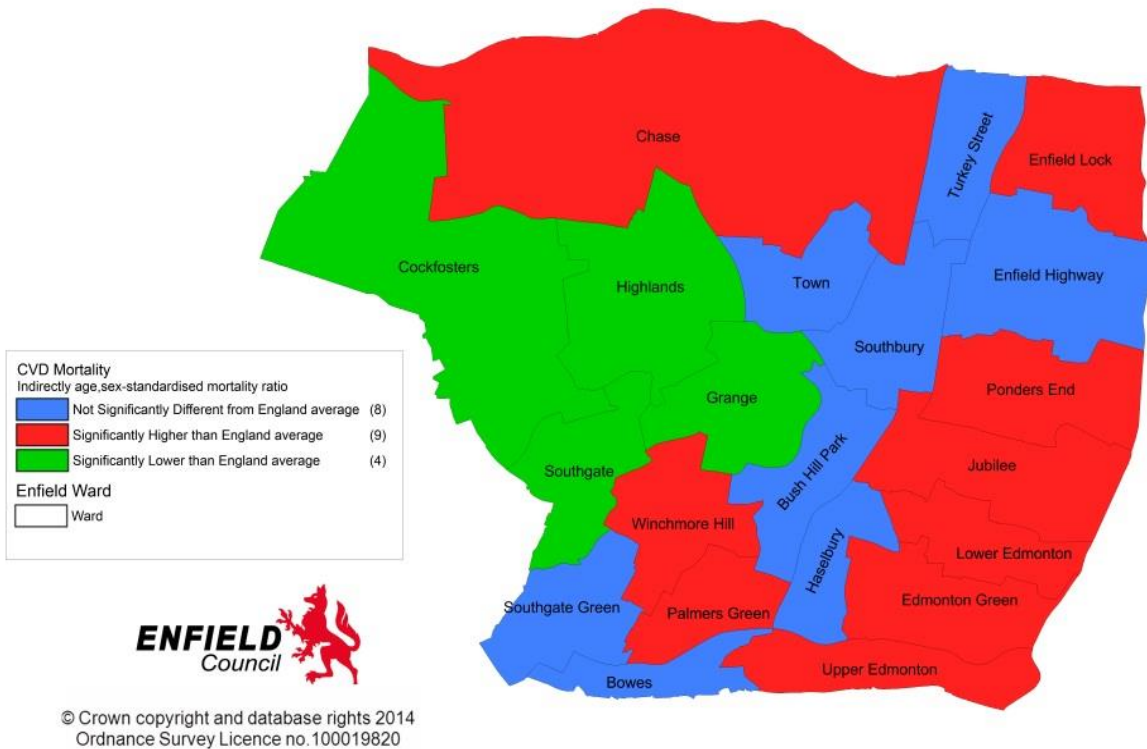 Chase
Turkey Street
Enfield Lock
Cockfosters
Highlands
Town
Enfield Highway
Southbury
CVD Mortality
Indirectly age,sex-standardised mortality ratio
Not Significantly Different from England average (8)
Significantly Higher than England average (9)
Significantly Lower than England average (4)
Enfield Ward
Ward
Grange
Ponders End
Southgate
Bush Hill Park
Jubilee
Winchmore Hill
Haselbury
Lower Edmonton
Southgate Green
Palmers Green
Edmonton Green
Bowes
Upper Edmonton
ENFIELD
Council
© Crown copyright and database rights 2014
Ordnance Survey Licence no.100019820